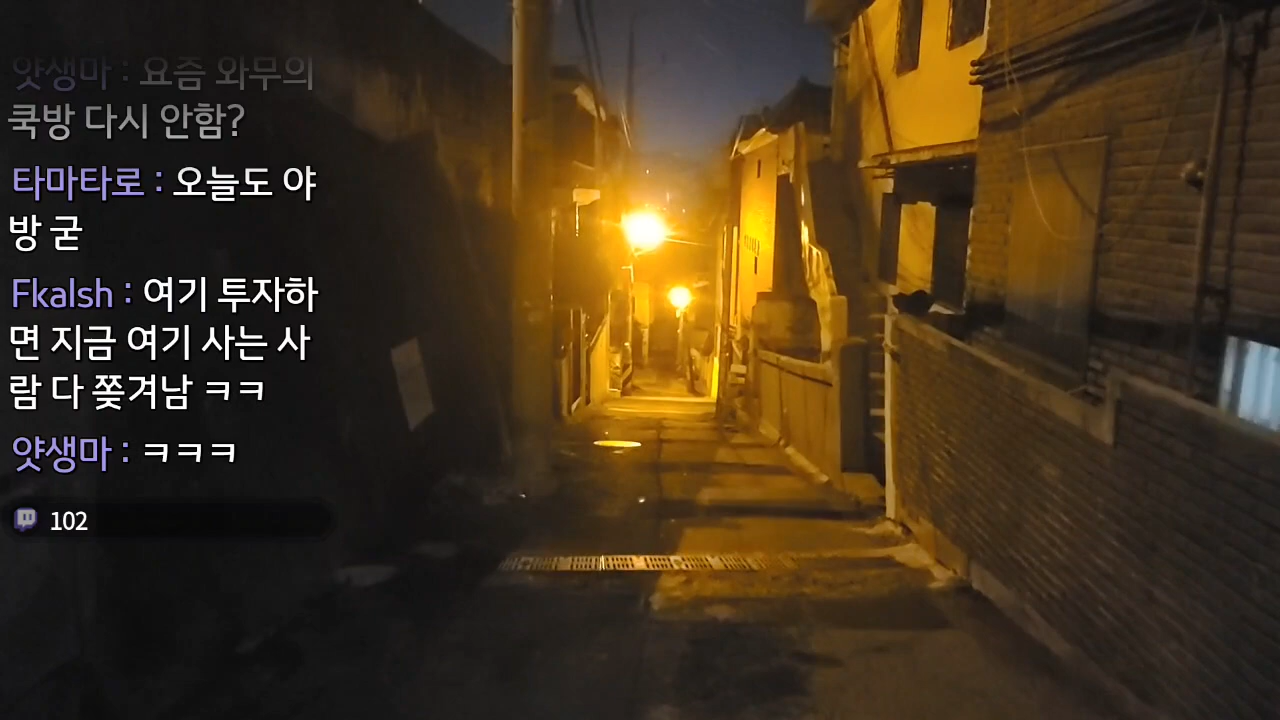 얏생마 : 요즘 와무의
쿡방 다시 안함?
타마타로 : 오늘도 야
방 굳
Fkalsh : 여기 투자하
면 지금 여기 사는 사
람 다 쫒겨남 ㅋㅋ
얏생마 : ㅋㅋㅋ
102